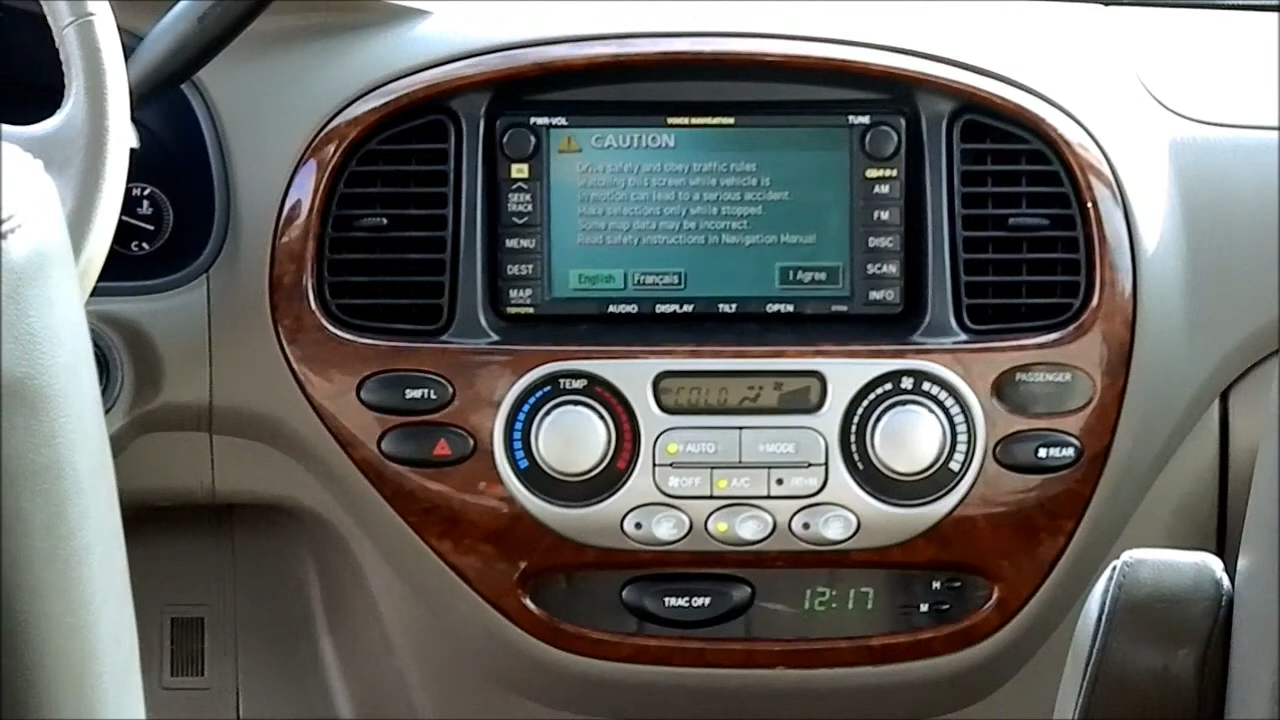 PWR·VOL
VOICE NAVIGATION
TUNE
CAUTION
Drive safely and obey traffic rules
Watching this screen while vehicle is
in motion can lead to a serious accident.
Make selections only while stopped.
Some map data may be incorrect.
Read safety instructions in Navigation Manual
English
Français
I Agree
SEEK
TRACK
MENU
DEST
MAP
VOICE
TOYOTA
AM
FM
DISC
SCAN
INFO
AUDIO
DISPLAY
TILT
OPEN
H
C
SHIFT L
TEMP
COLD
AUTO
MODE
OFF
A/C
PASSENGER
REAR
TRAC OFF
12:17
H
M